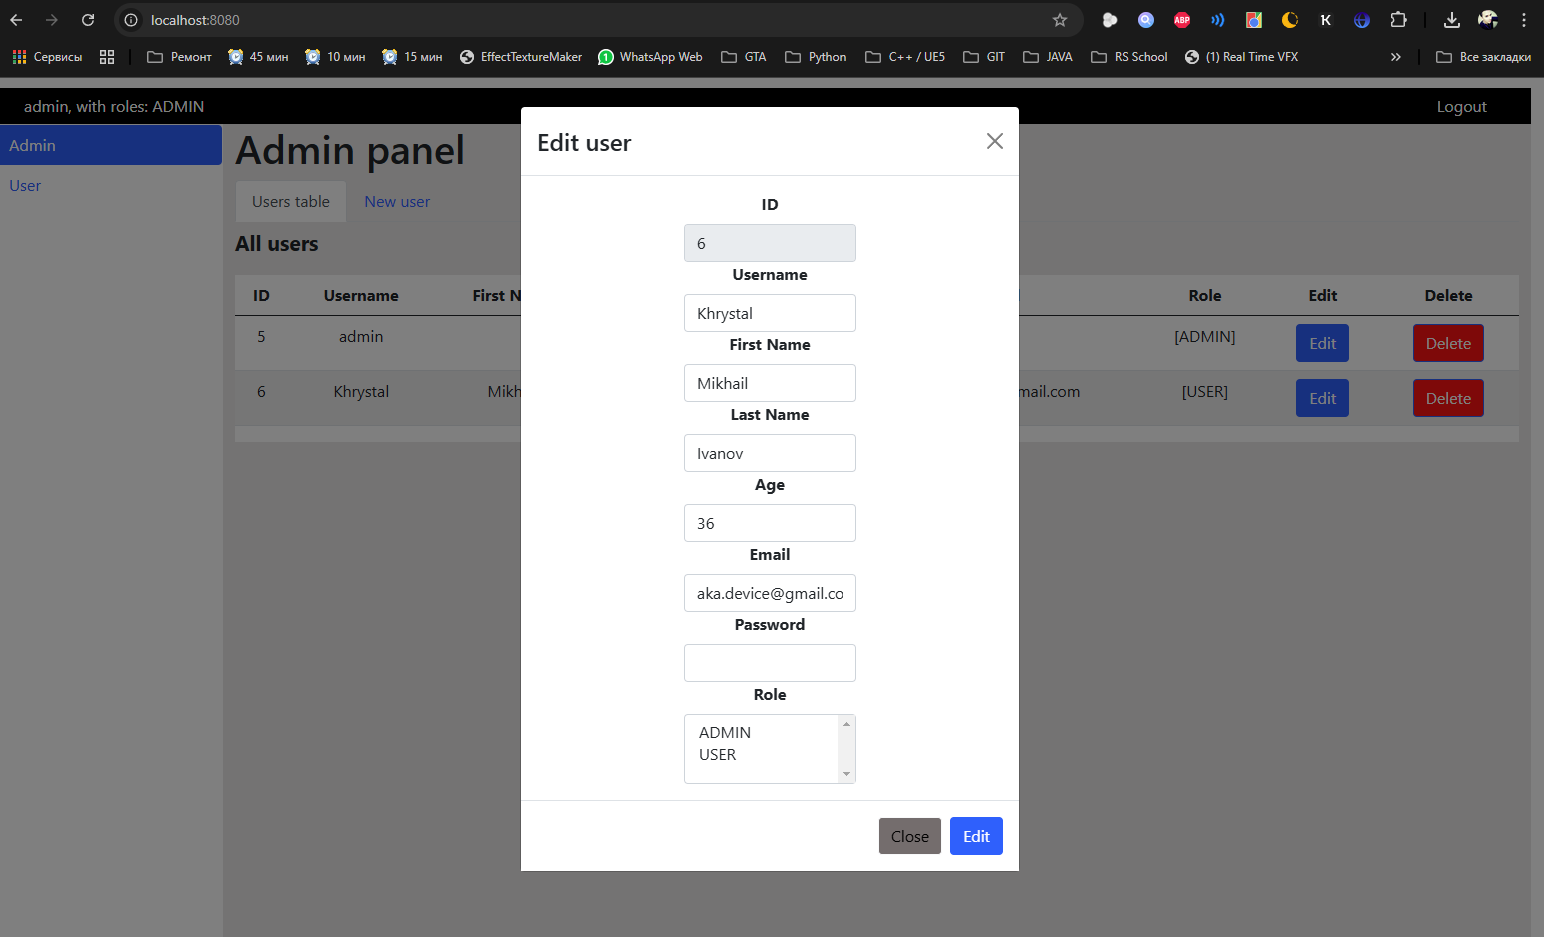 localhost:8080
ABP
K
Сервисы Ремонт 45 мин 10 мин 15 мин EffectTextureMaker WhatsApp Web GTA Python C++ / UE5 GIT JAVA RS School (1) Real Time VFX » Все закладки
admin, with roles: ADMIN Logout
Admin
User
Admin panel
Users table New user
All users
ID Username First N Role Edit Delete
5 admin [ADMIN] Edit Delete
6 Khrystal Mikh mail.com [USER] Edit Delete
Edit user
ID
6
Username
Khrystal
First Name
Mikhail
Last Name
Ivanov
Age
36
Email
aka.device@gmail.co
Password
Role
ADMIN
USER
Close Edit